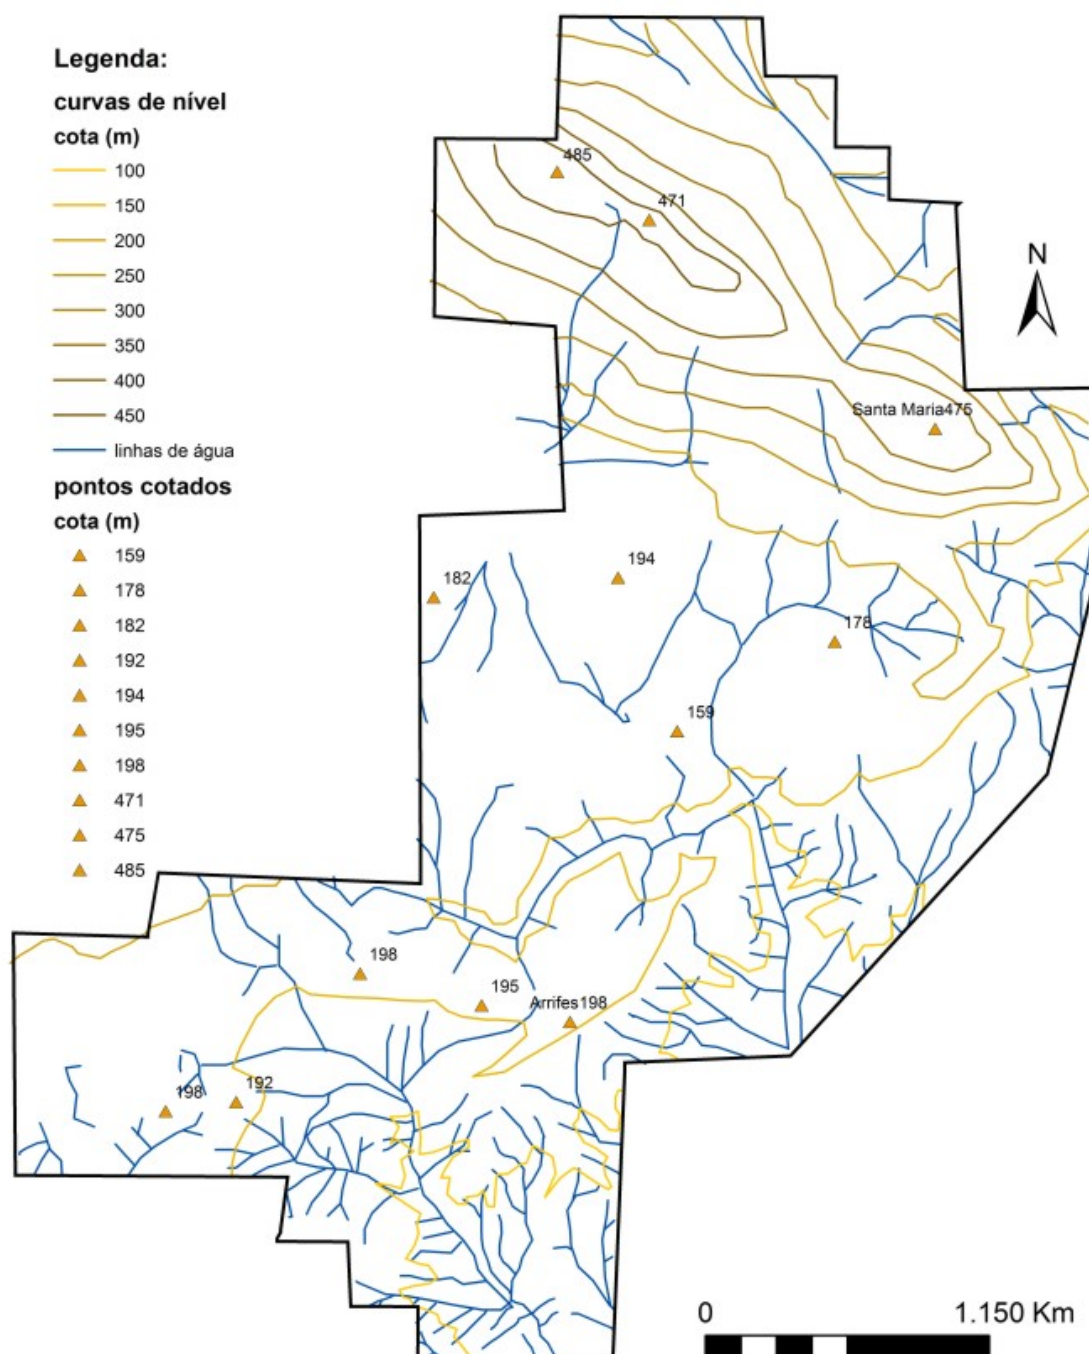 Legenda:
curvas de nível
cota (m)
100
150
200
250
300
350
400
450
linhas de água
pontos cotados
cota (m)
159
178
182
192
194
195
198
471
475
485
485
471
N
Santa Maria475
194
182
178
159
198
195
Arrifes198
192
198
0 1.150 Km